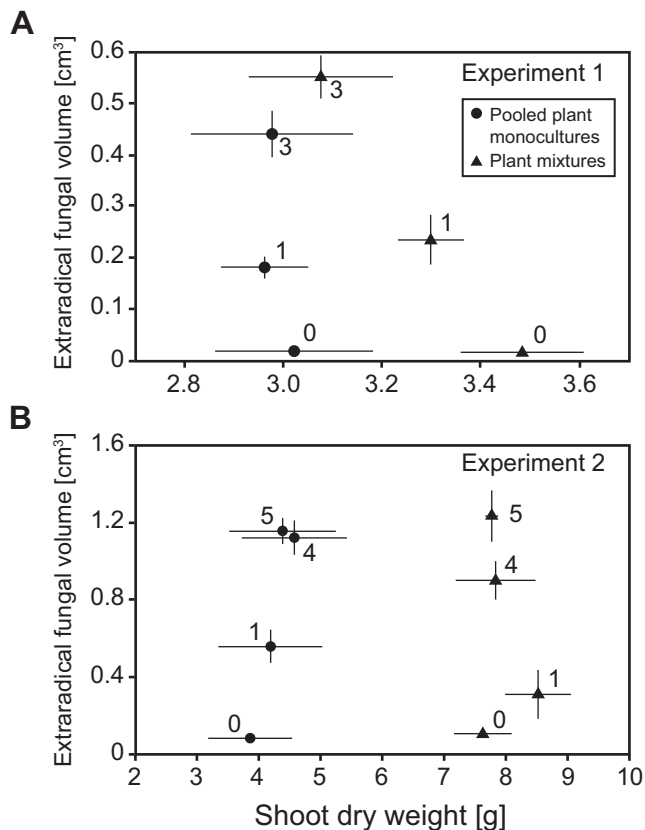 A
Extraradical fungal volume [cm³]
0.6
0.5
0.4
0.3
0.2
0.1
0
Experiment 1
Pooled plant
monocultures
Plant mixtures
3
3
1
1
0
0
2.8 3.0 3.2 3.4 3.6
B
Extraradical fungal volume [cm³]
1.6
1.2
0.8
0.4
0
Experiment 2
5
4
5
4
1
1
0
0
2 3 4 5 6 7 8 9 10
Shoot dry weight [g]